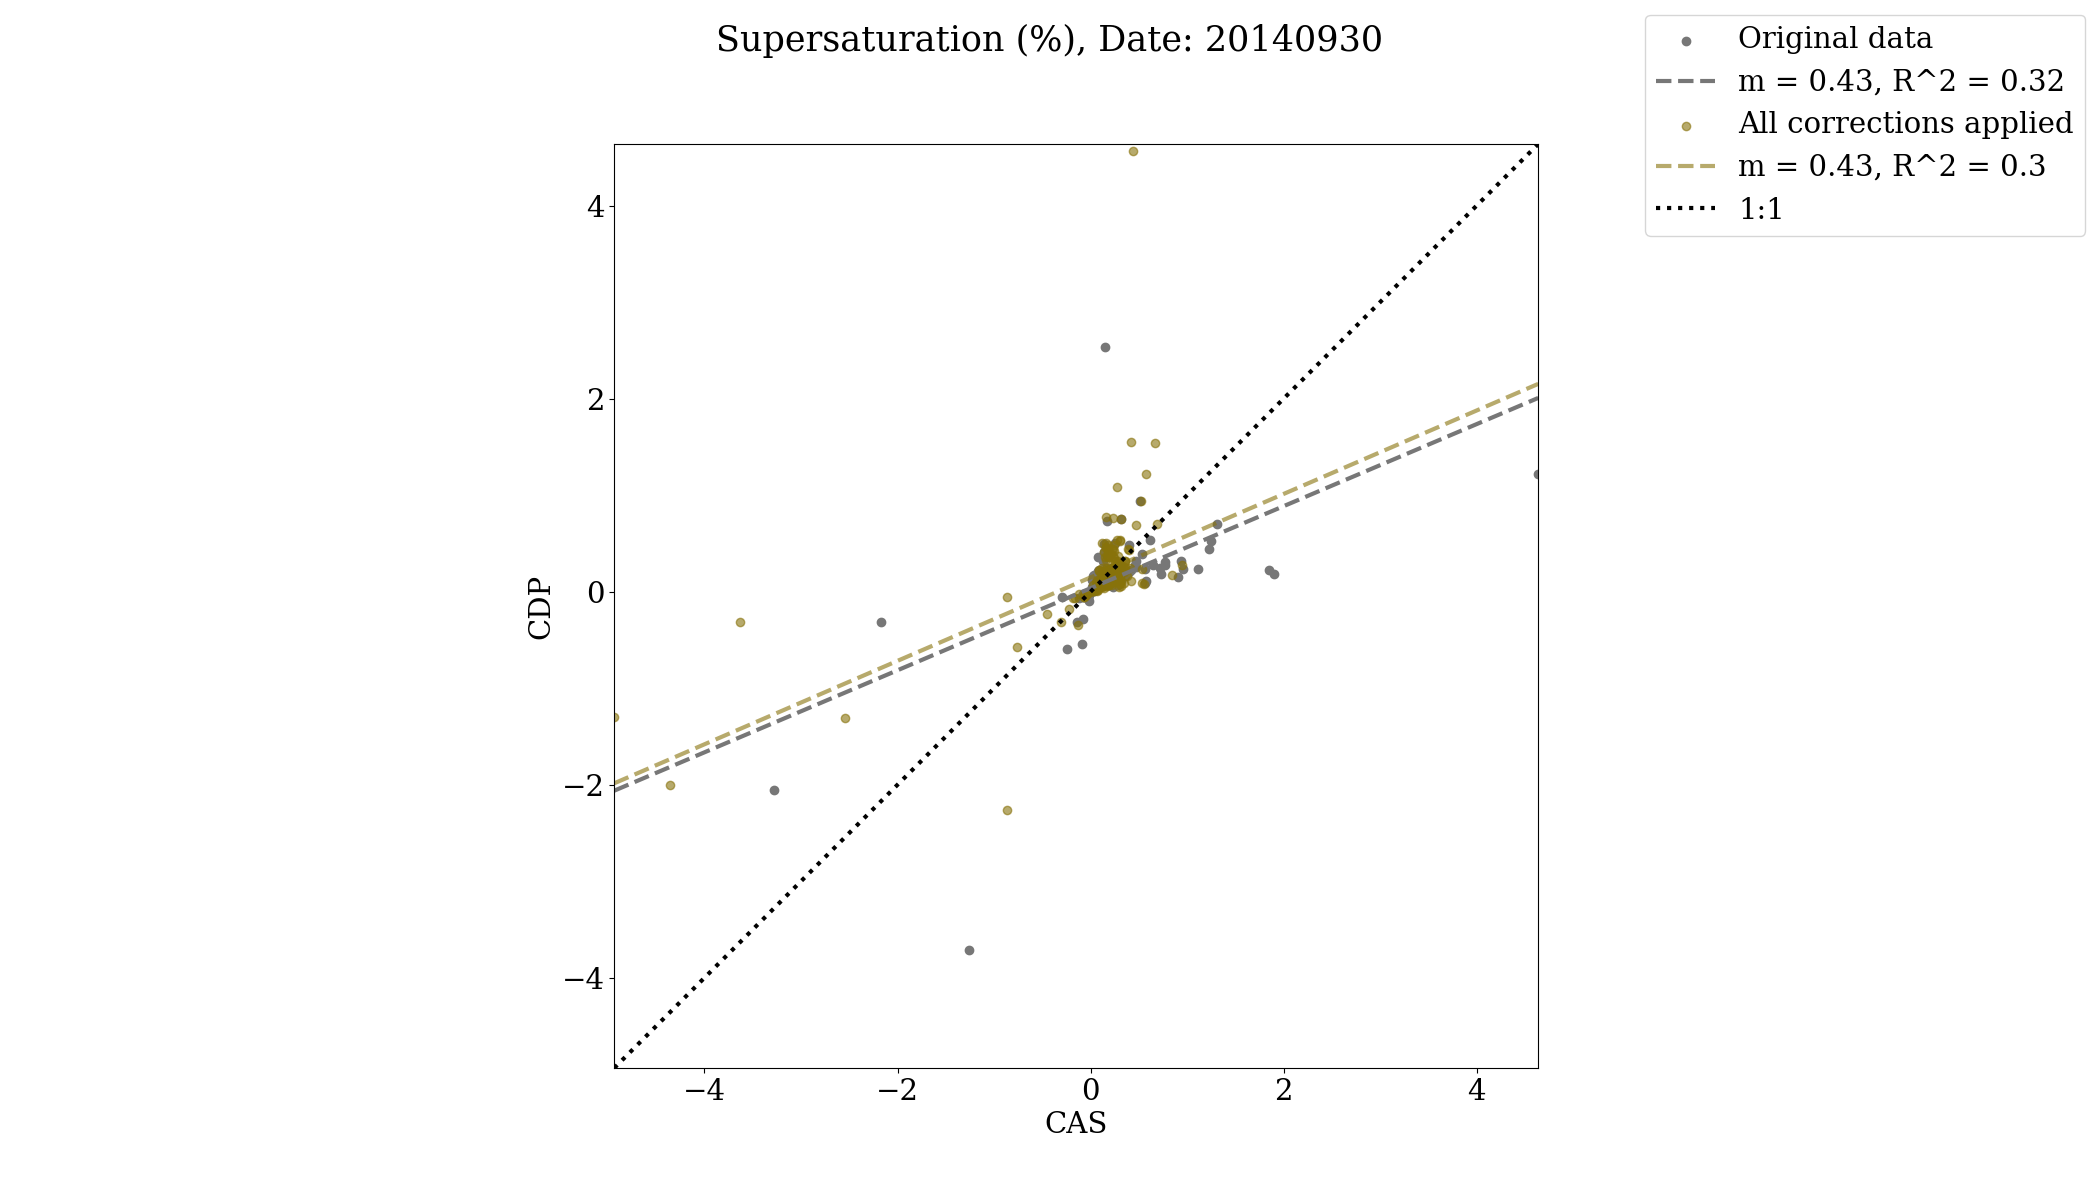 Supersaturation (%), Date: 20140930
Original data
m = 0.43, R^2 = 0.32
All corrections applied
m = 0.43, R^2 = 0.3
1:1
4
2
0
−2
−4
CDP
−4
−2
0
2
4
CAS